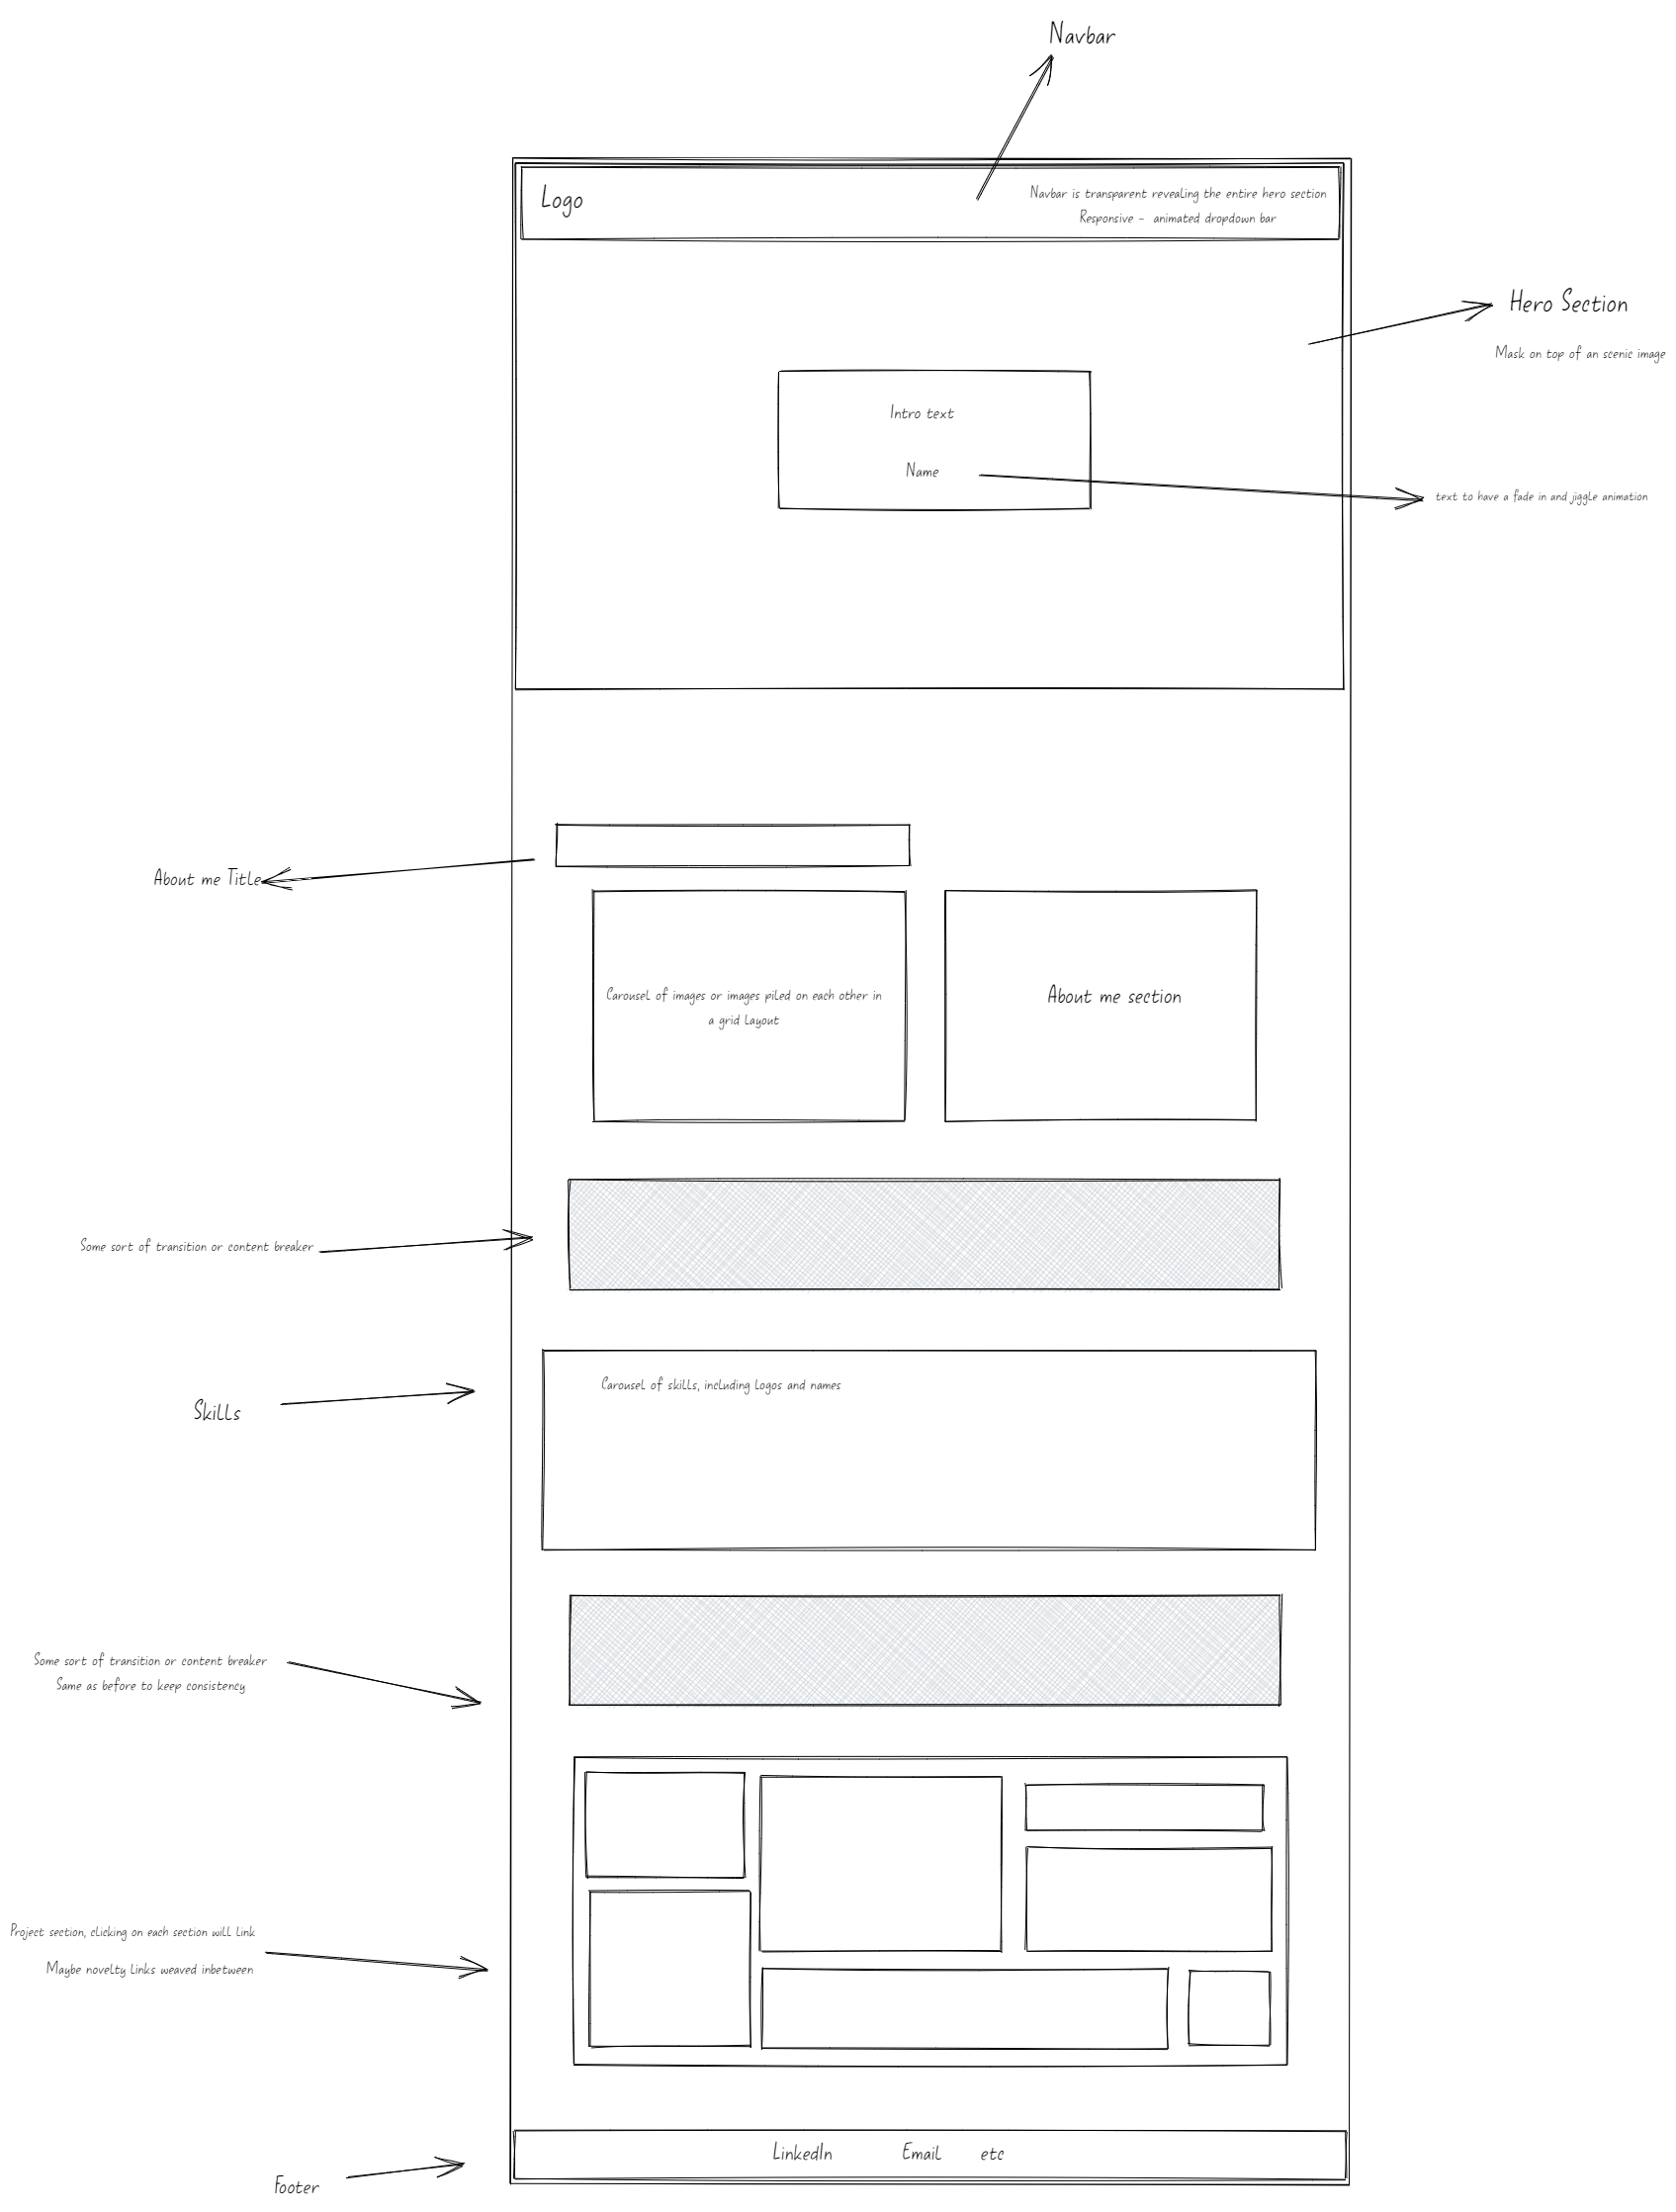 Navbar
Logo
Navbar is transparent revealing the entire hero section
Responsive - animated dropdown bar
Hero Section
Mask on top of an scenic image
Intro text
Name
text to have a fade in and jiggle animation
About me Title
Carousel of images or images piled on each other in
a grid layout
About me section
Some sort of transition or content breaker
Carousel of skills, including logos and names
Skills
Some sort of transition or content breaker
Same as before to keep consistency
Project section, clicking on each section will link
Maybe novelty links weaved inbetween
LinkedIn Email etc
Footer